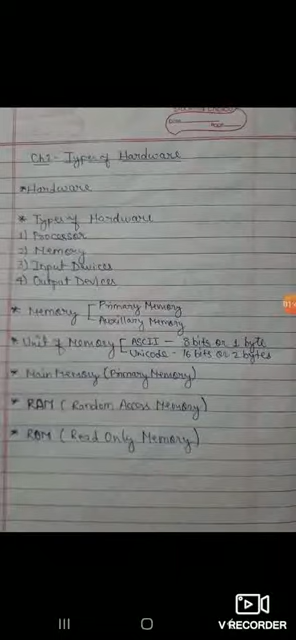 Ch1- Types of Hardware
* Hardware
* Types of Hardware
1) Processor
2) Memory
3) Input Devices
4) Output Devices
* Memory [ Primary Memory
Auxillary Memory
* Unit of Memory [ ASCII - 8 bits or 1 byte
Unicode - 16 bits or 2 bytes
* Main Memory (Primary Memory)
* RAM (Random Access Memory)
* ROM (Read Only Memory)
V RECORDER